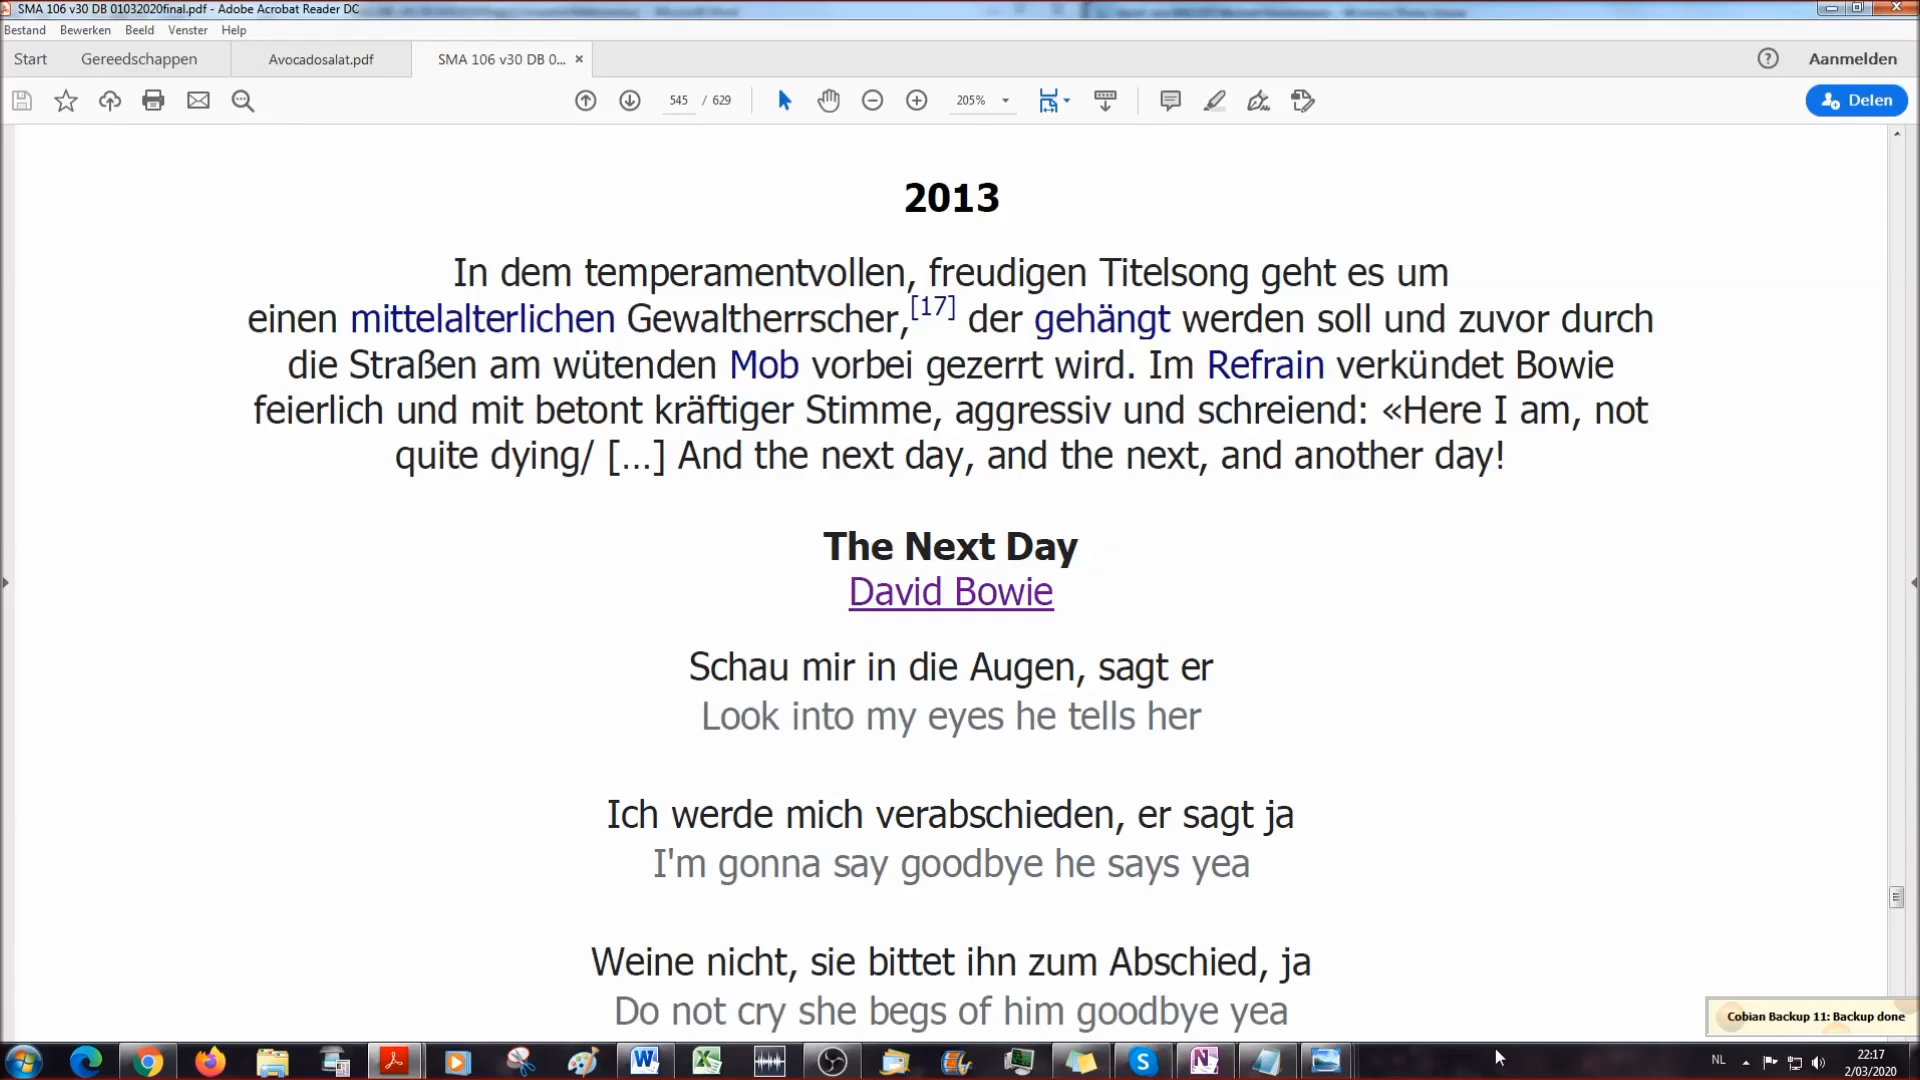 SMA 106 v30 DB 01032020final.pdf - Adobe Acrobat Reader DC
Bestand Bewerken Beeld Venster Help
Start Gereedschappen Avocadosalat.pdf SMA 106 v30 DB 0... × Aanmelden
545 / 629 205% Delen
2013
In dem temperamentvollen, freudigen Titelsong geht es um
einen mittelalterlichen Gewaltherrscher,[17] der gehängt werden soll und zuvor durch
die Straßen am wütenden Mob vorbei gezerrt wird. Im Refrain verkündet Bowie
feierlich und mit betont kräftiger Stimme, aggressiv und schreiend: «Here I am, not
quite dying/ [...] And the next day, and the next, and another day!
The Next Day
David Bowie
Schau mir in die Augen, sagt er
Look into my eyes he tells her
Ich werde mich verabschieden, er sagt ja
I'm gonna say goodbye he says yea
Weine nicht, sie bittet ihn zum Abschied, ja
Do not cry she begs of him goodbye yea
Cobian Backup 11: Backup done
NL 22:17
2/03/2020